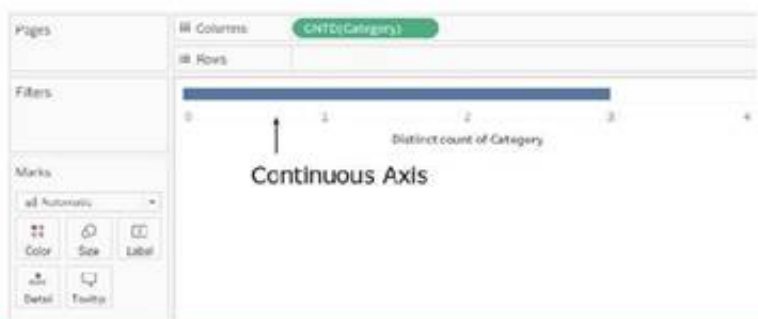 Pages
Columns CNTD(Category)
Rows
Filters
0 1 2 3 4
Distinct count of Category
Continuous Axis
Marks
Automatic
Color Size Label
Detail Tooltip